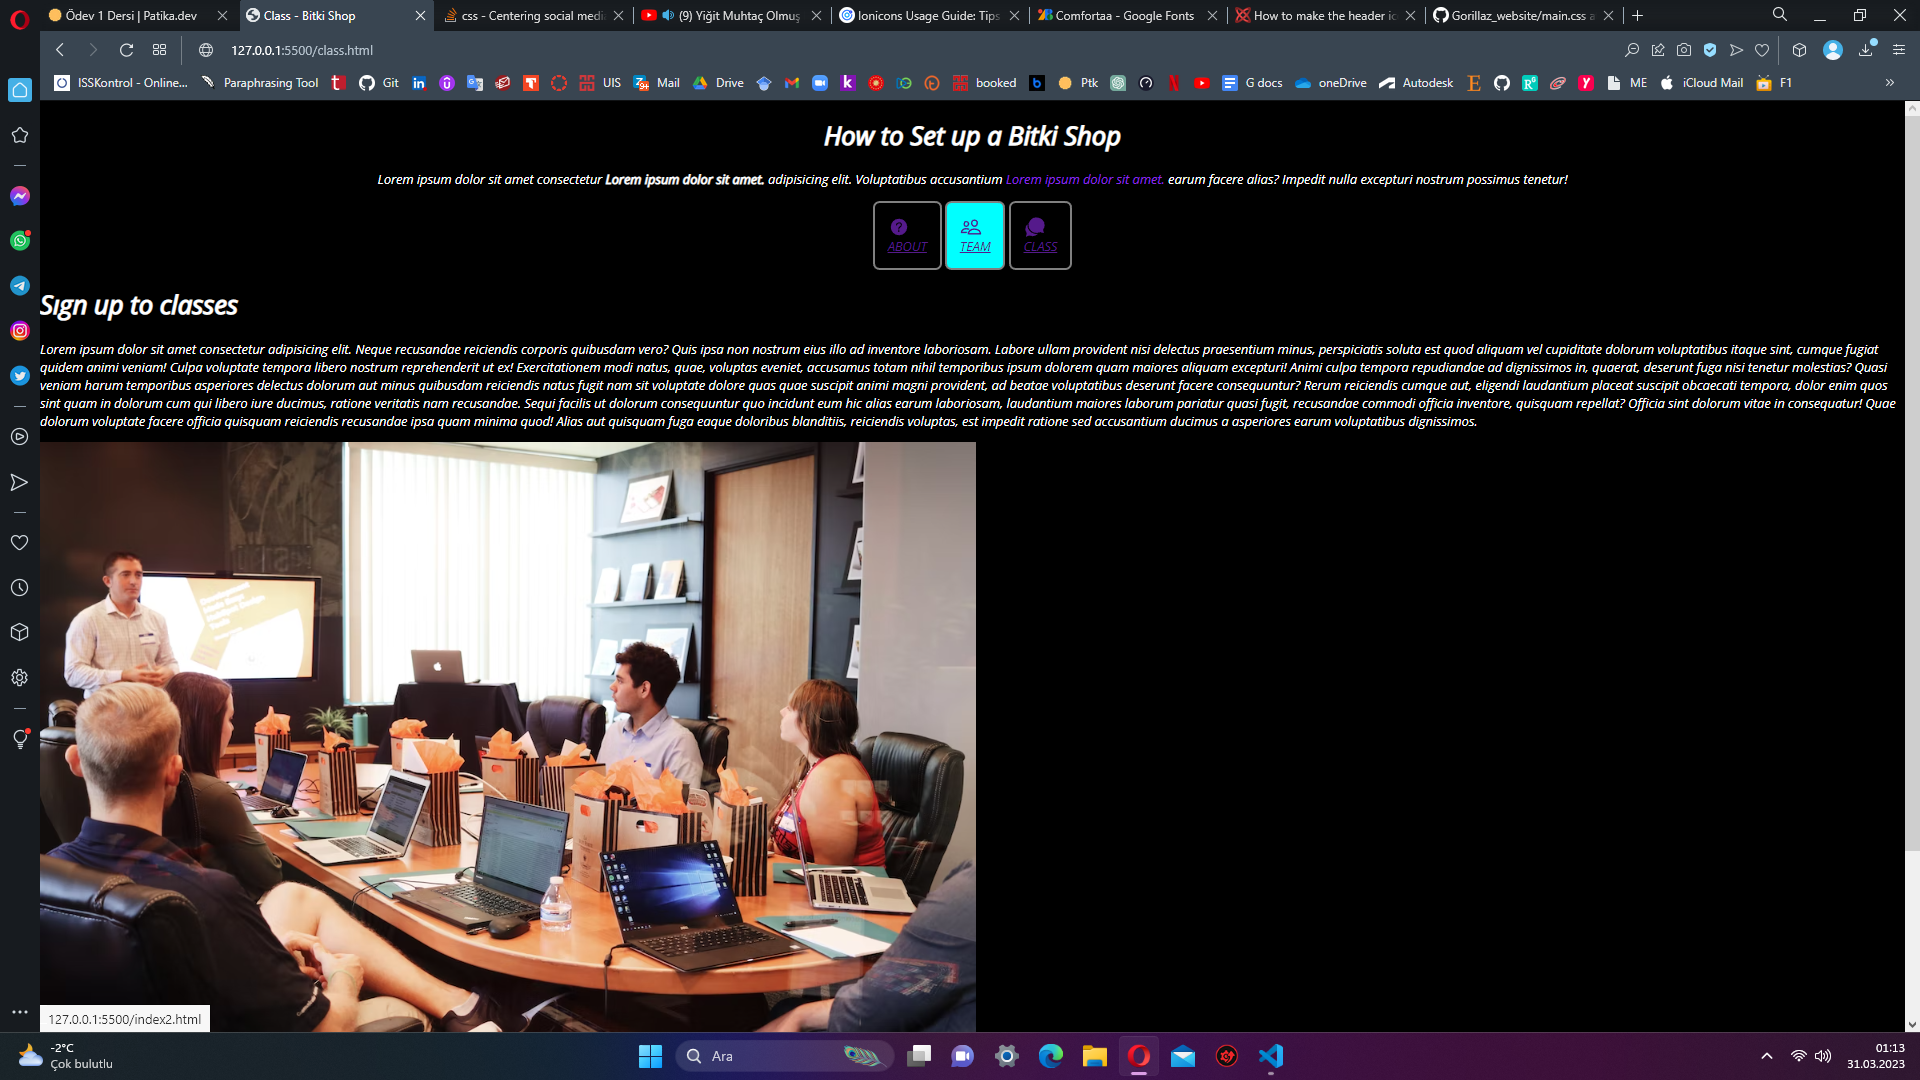 Ödev 1 Dersi | Patika.dev
Class - Bitki Shop
css - Centering social medi
(9) Yiğit Muhtaç Olmuş
Ionicons Usage Guide: Tips
Comfortaa - Google Fonts
How to make the header ic
Gorillaz_website/main.css a
127.0.0.1:5500/class.html
ISSKontrol - Online...
Paraphrasing Tool
Git
UIS
Mail
Drive
booked
Ptk
G docs
oneDrive
Autodesk
ME
iCloud Mail
F1
How to Set up a Bitki Shop
Lorem ipsum dolor sit amet consectetur Lorem ipsum dolor sit amet. adipisicing elit. Voluptatibus accusantium Lorem ipsum dolor sit amet. earum facere alias? Impedit nulla excepturi nostrum possimus tenetur!
ABOUT
TEAM
CLASS
Sıgn up to classes
Lorem ipsum dolor sit amet consectetur adipisicing elit. Neque recusandae reiciendis corporis quibusdam vero? Quis ipsa non nostrum eius illo ad inventore laboriosam. Labore ullam provident nisi delectus praesentium minus, perspiciatis soluta est quod aliquam vel cupiditate dolorum voluptatibus itaque sint, cumque fugiat
quidem animi veniam! Culpa voluptate tempora libero nostrum reprehenderit ut ex! Exercitationem modi natus, quae, voluptas eveniet, accusamus totam nihil temporibus ipsum dolorem quam maiores aliquam excepturi! Animi culpa tempora repudiandae ad dignissimos in, quaerat, deserunt fuga nisi tenetur molestias? Quasi
veniam harum temporibus asperiores delectus dolorum aut minus quibusdam reiciendis natus fugit nam sit voluptate dolore quas quae suscipit animi magni provident, ad beatae voluptatibus deserunt facere consequuntur? Rerum reiciendis cumque aut, eligendi laudantium placeat suscipit obcaecati tempora, dolor enim quos
sint quam in dolorum cum qui libero iure ducimus, ratione veritatis nam recusandae. Sequi facilis ut dolorum consequuntur quo incidunt eum hic alias earum laboriosam, laudantium maiores laborum pariatur quasi fugit, recusandae commodi officia inventore, quisquam repellat? Officia sint dolorum vitae in consequatur! Quae
dolorum voluptate facere officia quisquam reiciendis recusandae ipsa quam minima quod! Alias aut quisquam fuga eaque doloribus blanditiis, reiciendis voluptas, est impedit ratione sed accusantium ducimus a asperiores earum voluptatibus dignissimos.
127.0.0.1:5500/index2.html
-2°C
Çok bulutlu
Ara
01:13
31.03.2023